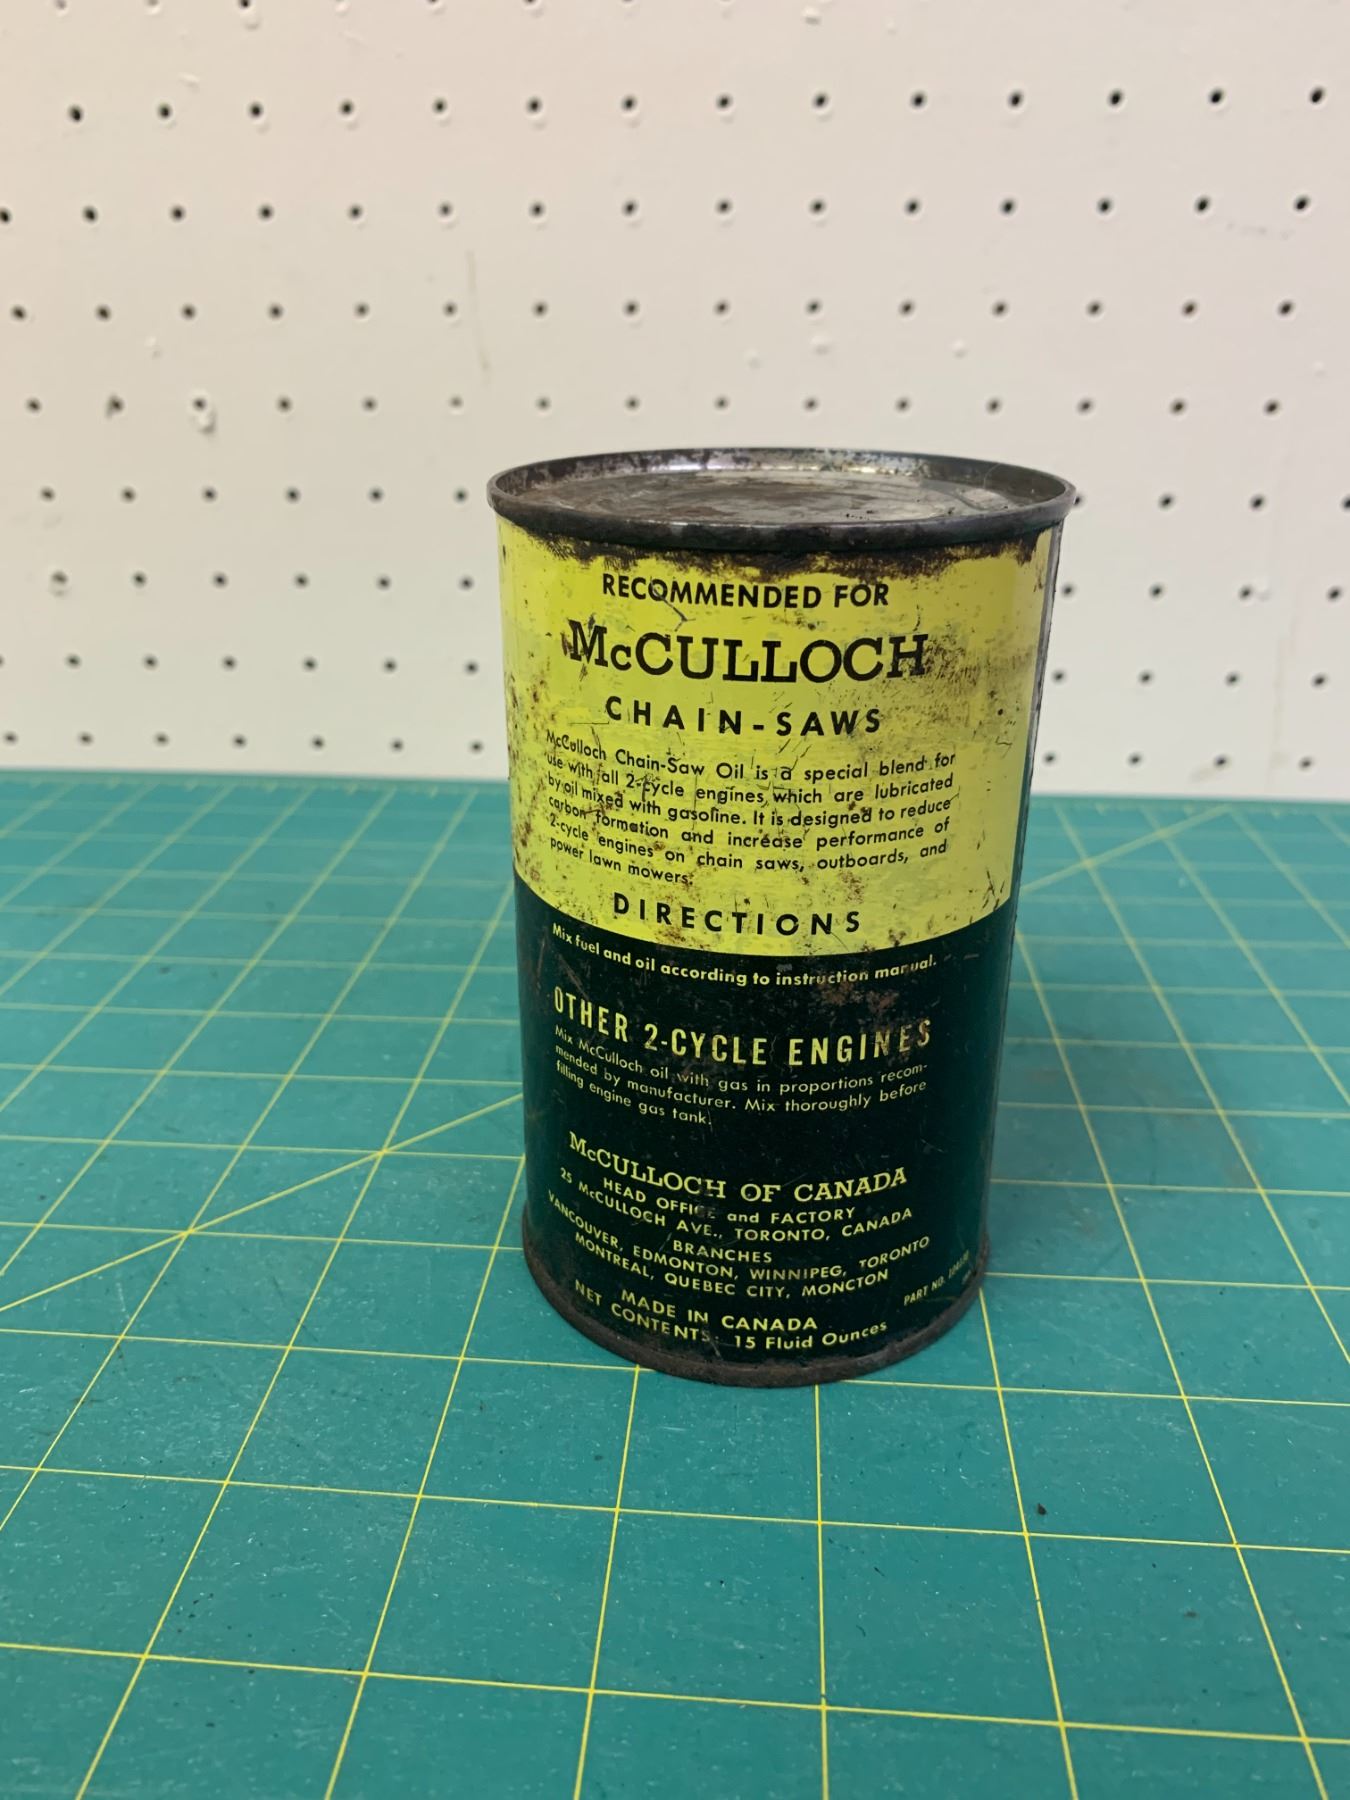 RECOMMENDED FOR
McCULLOCH
CHAIN-SAWS
McCulloch Chain-Saw Oil is a special blend for
use with all 2-cycle engines which are lubricated
by oil mixed with gasoline. It is designed to reduce
carbon formation and increase performance of
2-cycle engines on chain saws, outboards, and
power lawn mowers.
DIRECTIONS
Mix fuel and oil according to instruction manual.
OTHER 2-CYCLE ENGINES
Mix McCulloch oil with gas in proportions recom-
mended by manufacturer. Mix thoroughly before
filling engine gas tank.
McCULLOCH OF CANADA
HEAD OFFICE and FACTORY
25 McCULLOCH AVE., TORONTO, CANADA
BRANCHES
VANCOUVER, EDMONTON, WINNIPEG, TORONTO
MONTREAL, QUEBEC CITY, MONCTON
PART NO.
MADE IN CANADA
NET CONTENTS: 15 Fluid Ounces